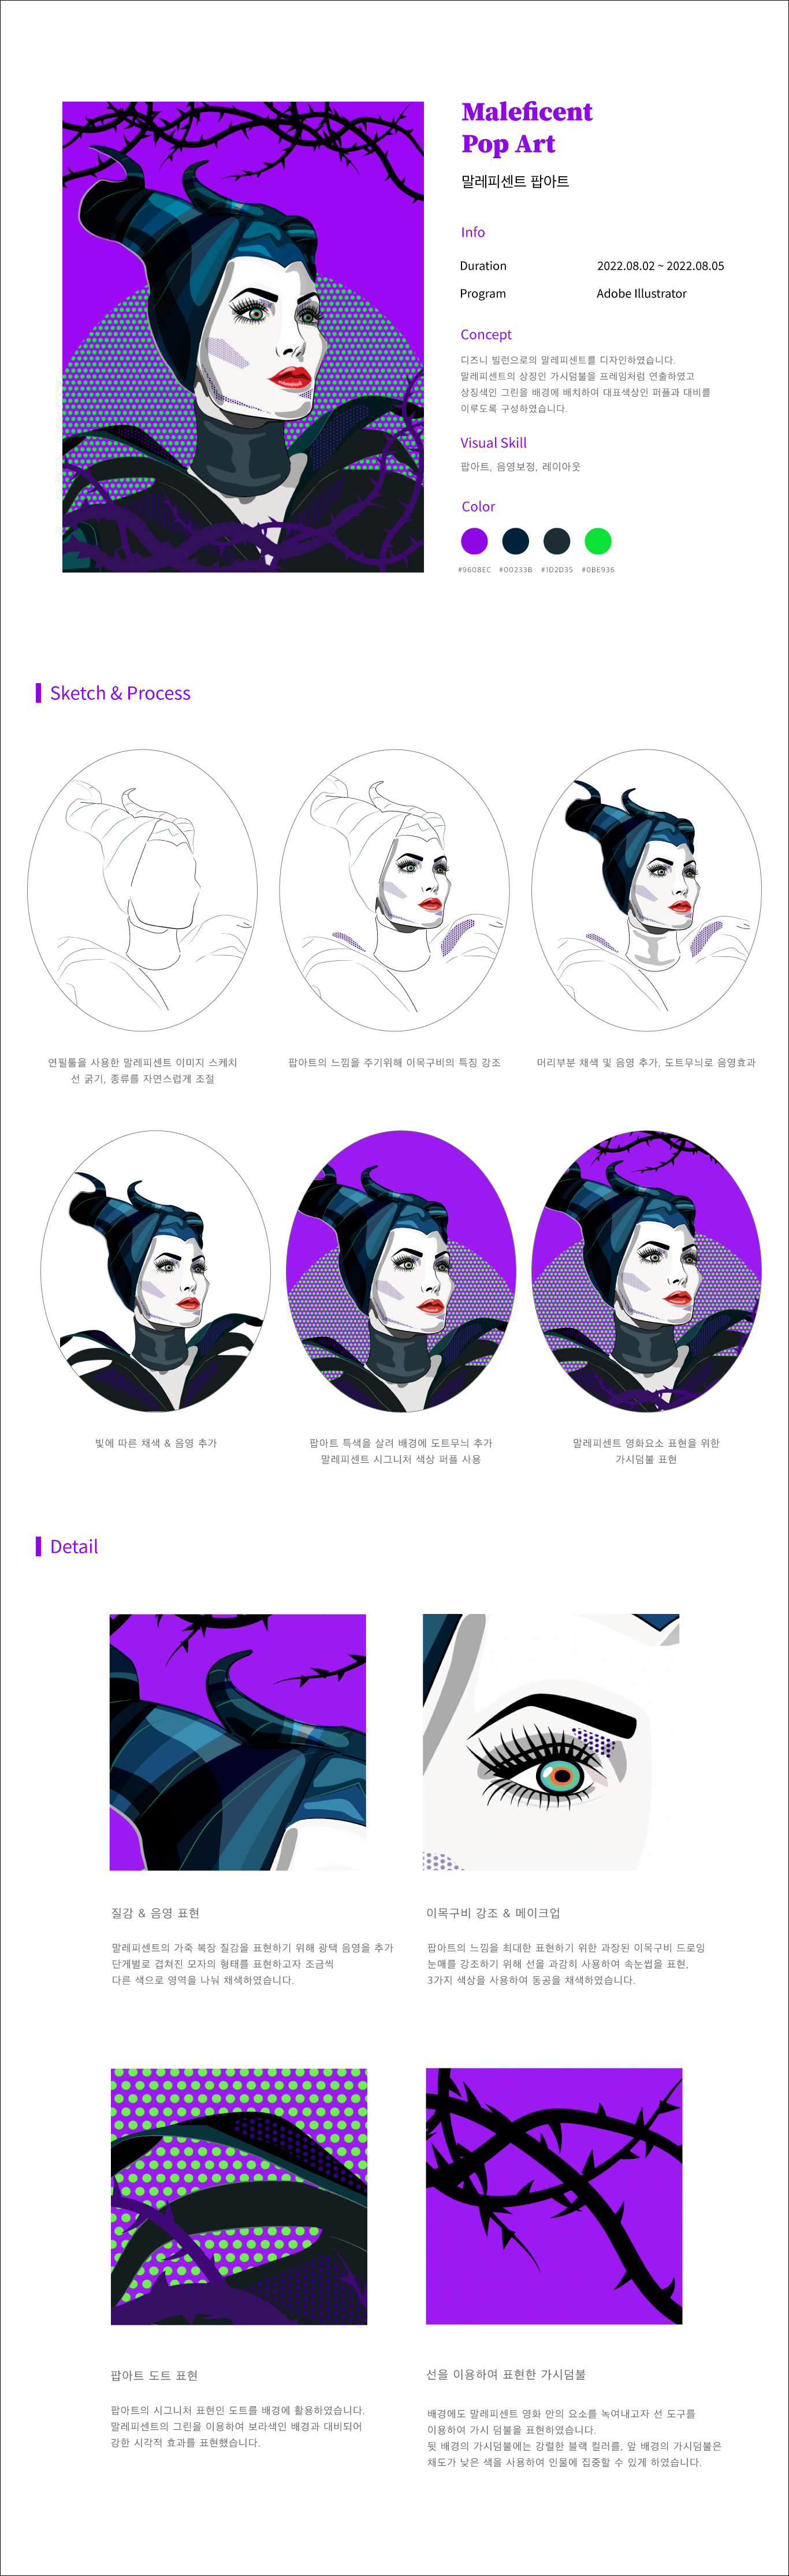 Maleficent
Pop Art
말레피센트 팝아트
Info
Duration 2022.08.02 ~ 2022.08.05
Program Adobe Illustrator
Concept
디즈니 빌런으로의 말레피센트를 디자인하였습니다.
말레피센트의 상징인 가시덤불을 프레임처럼 연출하였고
상징색인 그린을 배경에 배치하여 대표색상인 퍼플과 대비를
이루도록 구성하였습니다.
Visual Skill
팝아트, 음영보정, 레이아웃
Color
#9608EC #00233B #1D2D35 #0BE936
Sketch & Process
연필툴을 사용한 말레피센트 이미지 스케치
선 굵기, 종류를 자연스럽게 조절
팝아트의 느낌을 주기위해 이목구비의 특징 강조
머리부분 채색 및 음영 추가, 도트무늬로 음영효과
빛에 따른 채색 & 음영 추가
팝아트 특색을 살려 배경에 도트무늬 추가
말레피센트 시그니처 색상 퍼플 사용
말레피센트 영화요소 표현을 위한
가시덤불 표현
Detail
질감 & 음영 표현
말레피센트의 가죽 복장 질감을 표현하기 위해 광택 음영을 추가
단계별로 겹쳐진 모자의 형태를 표현하고자 조금씩
다른 색으로 영역을 나눠 채색하였습니다.
이목구비 강조 & 메이크업
팝아트의 느낌을 최대한 표현하기 위한 과장된 이목구비 드로잉
눈매를 강조하기 위해 선을 과감히 사용하여 속눈썹을 표현,
3가지 색상을 사용하여 동공을 채색하였습니다.
팝아트 도트 표현
팝아트의 시그니처 표현인 도트를 배경에 활용하였습니다.
말레피센트의 그린을 이용하여 보라색인 배경과 대비되어
강한 시각적 효과를 표현했습니다.
선을 이용하여 표현한 가시덤불
배경에도 말레피센트 영화 안의 요소를 녹여내고자 선 도구를
이용하여 가시 덤불을 표현하였습니다.
뒷 배경의 가시덤불에는 강렬한 블랙 컬러를, 앞 배경의 가시덤불은
채도가 낮은 색을 사용하여 인물에 집중할 수 있게 하였습니다.